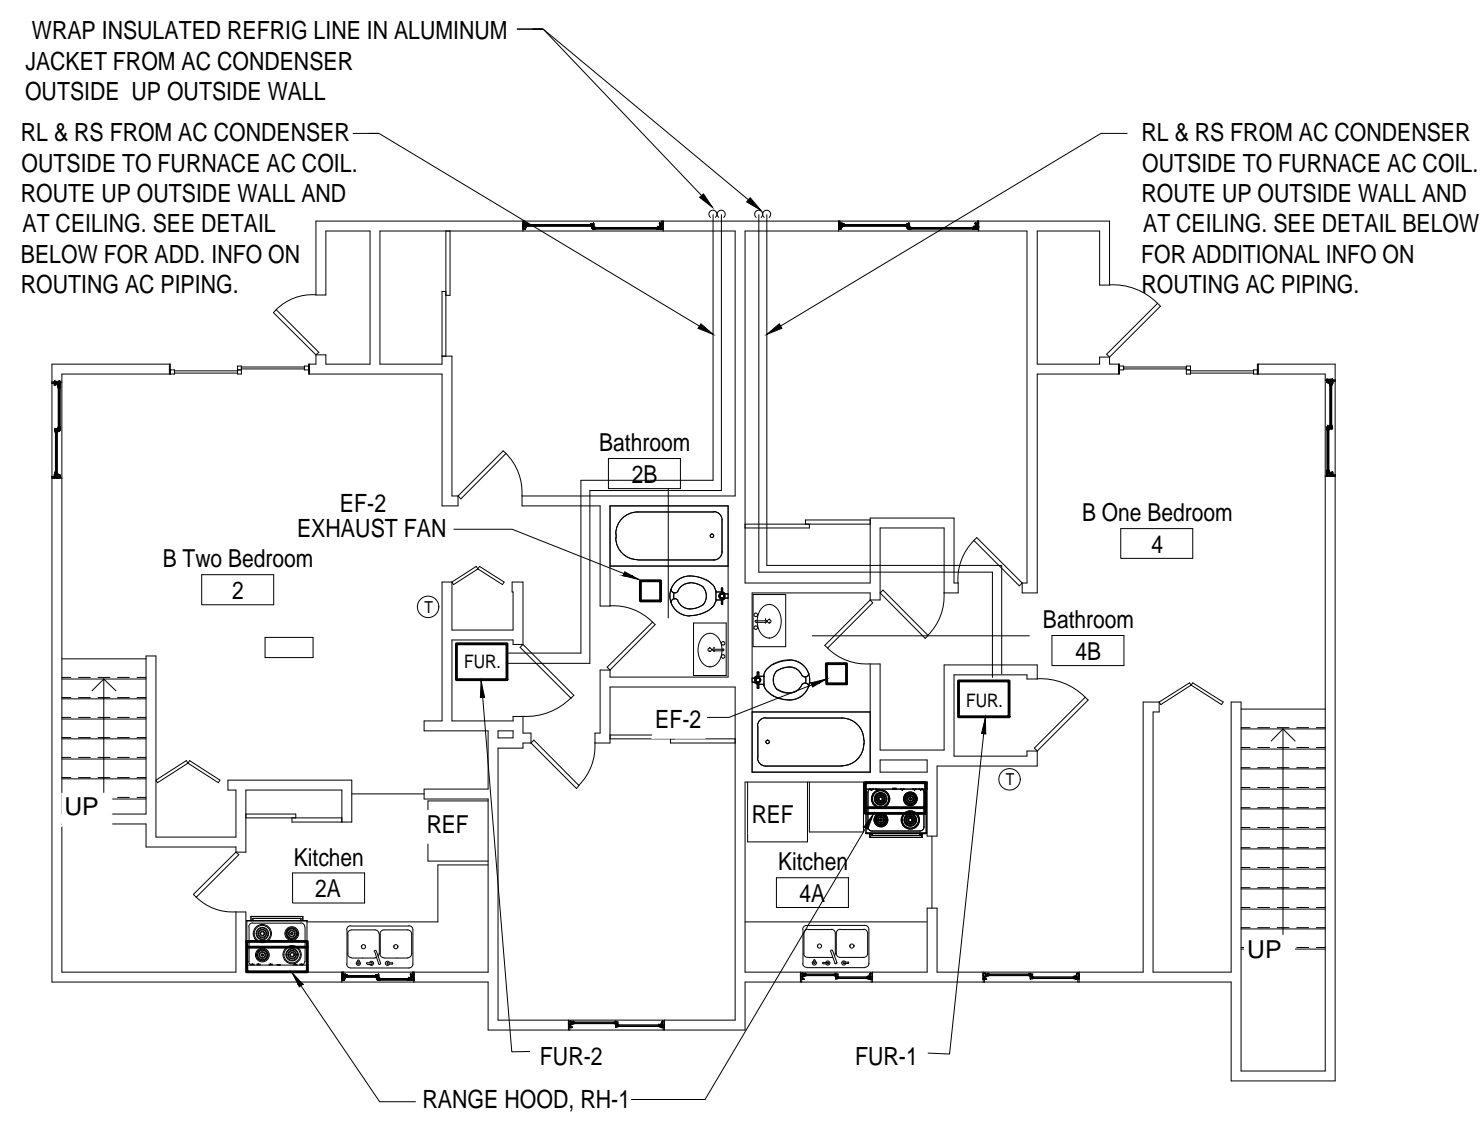 WRAP INSULATED REFRIG LINE IN ALUMINUM
JACKET FROM AC CONDENSER
OUTSIDE UP OUTSIDE WALL
RL & RS FROM AC CONDENSER
OUTSIDE TO FURNACE AC COIL.
ROUTE UP OUTSIDE WALL AND
AT CEILING. SEE DETAIL
BELOW FOR ADD. INFO ON
ROUTING AC PIPING.
RL & RS FROM AC CONDENSER
OUTSIDE TO FURNACE AC COIL.
ROUTE UP OUTSIDE WALL AND
AT CEILING. SEE DETAIL BELOW
FOR ADDITIONAL INFO ON
ROUTING AC PIPING.
Bathroom
2B
EF-2
EXHAUST FAN
B Two Bedroom
2
B One Bedroom
4
T
Bathroom
4B
FUR.
FUR.
EF-2
T
UP
REF
REF
Kitchen
2A
Kitchen
4A
UP
FUR-2
FUR-1
RANGE HOOD, RH-1